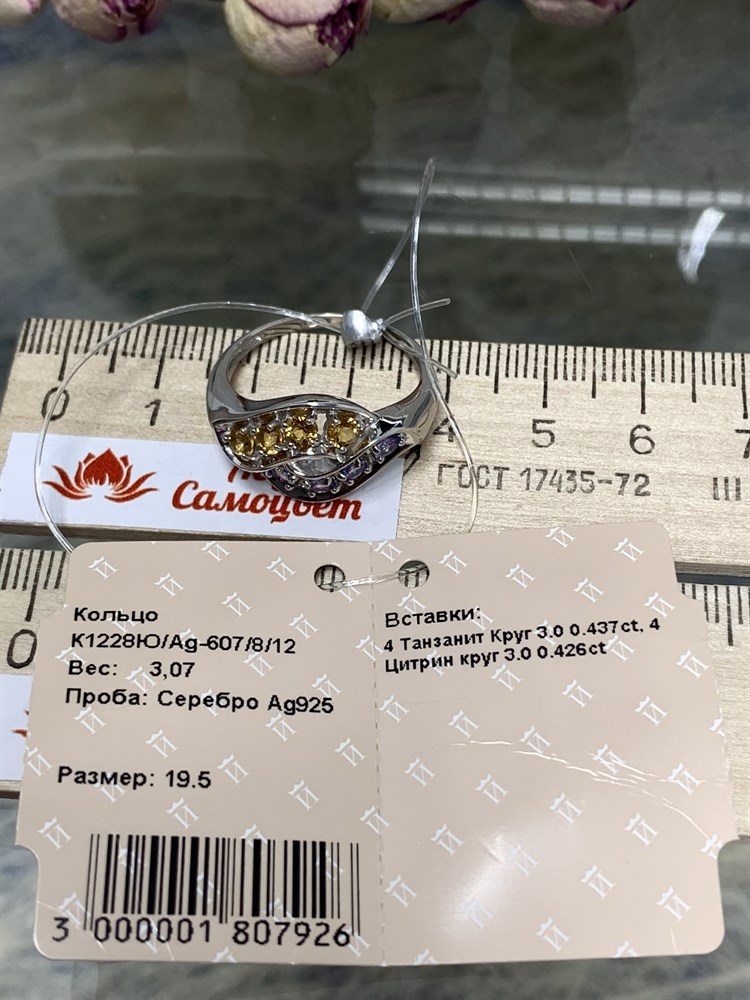 0 1 4 5 6 7
ГОСТ 17435-72
Самоцвет
0
Кольцо
К1228Ю/Ag-607/8/12
Вес: 3,07
Проба: Серебро Ag925
Размер: 19.5
3 000001 807926
Вставки:
4 Танзанит Круг 3.0 0.437ct, 4
Цитрин круг 3.0 0.426ct